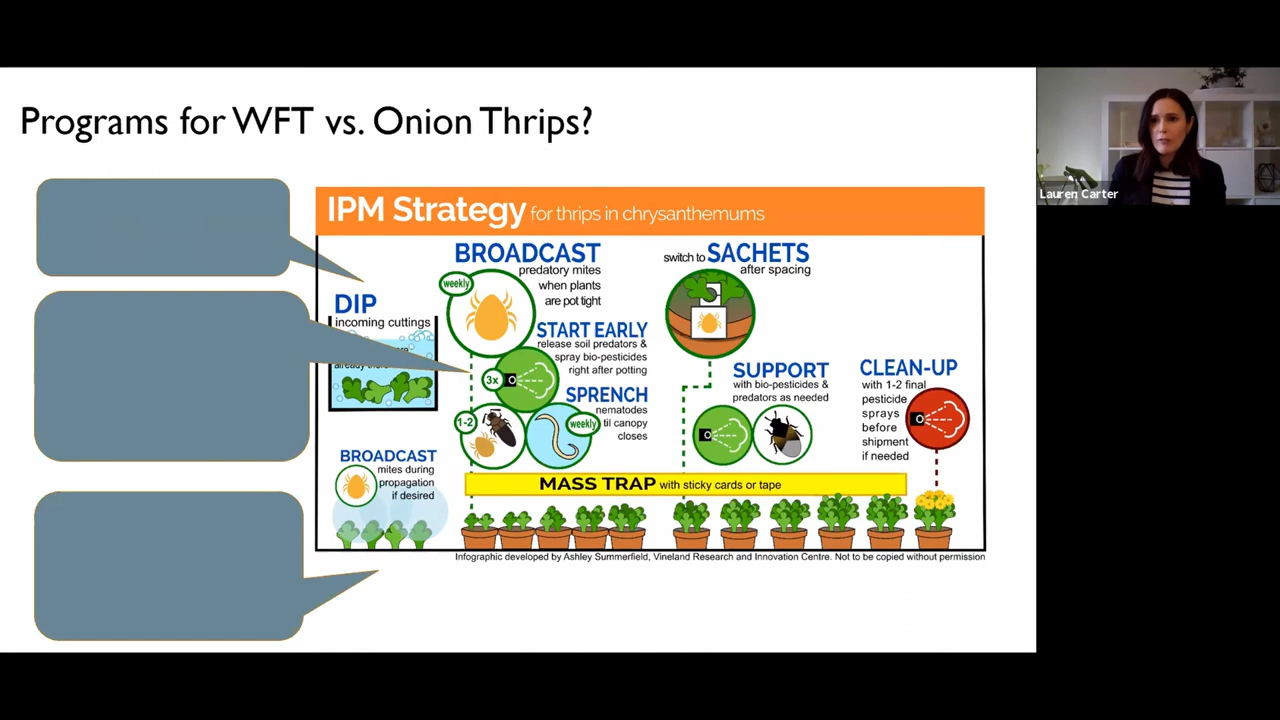 Programs for WFT vs. Onion Thrips?
Lauren Carter
IPM Strategy for thrips in chrysanthemums
DIP
incoming cuttings
BROADCAST
mites during
propagation
if desired
BROADCAST
predatory mites
when plants
are pot tight
weekly
START EARLY
release soil predators &
spray bio-pesticides
right after potting
3x
SPRENCH
nematodes
til canopy
closes
1-2
weekly
switch to SACHETS
after spacing
SUPPORT
with bio-pesticides &
predators as needed
CLEAN-UP
with 1-2 final
pesticide
sprays
before
shipment
if needed
MASS TRAP with sticky cards or tape
Infographic developed by Ashley Summerfield, Vineland Research and Innovation Centre. Not to be copied without permission